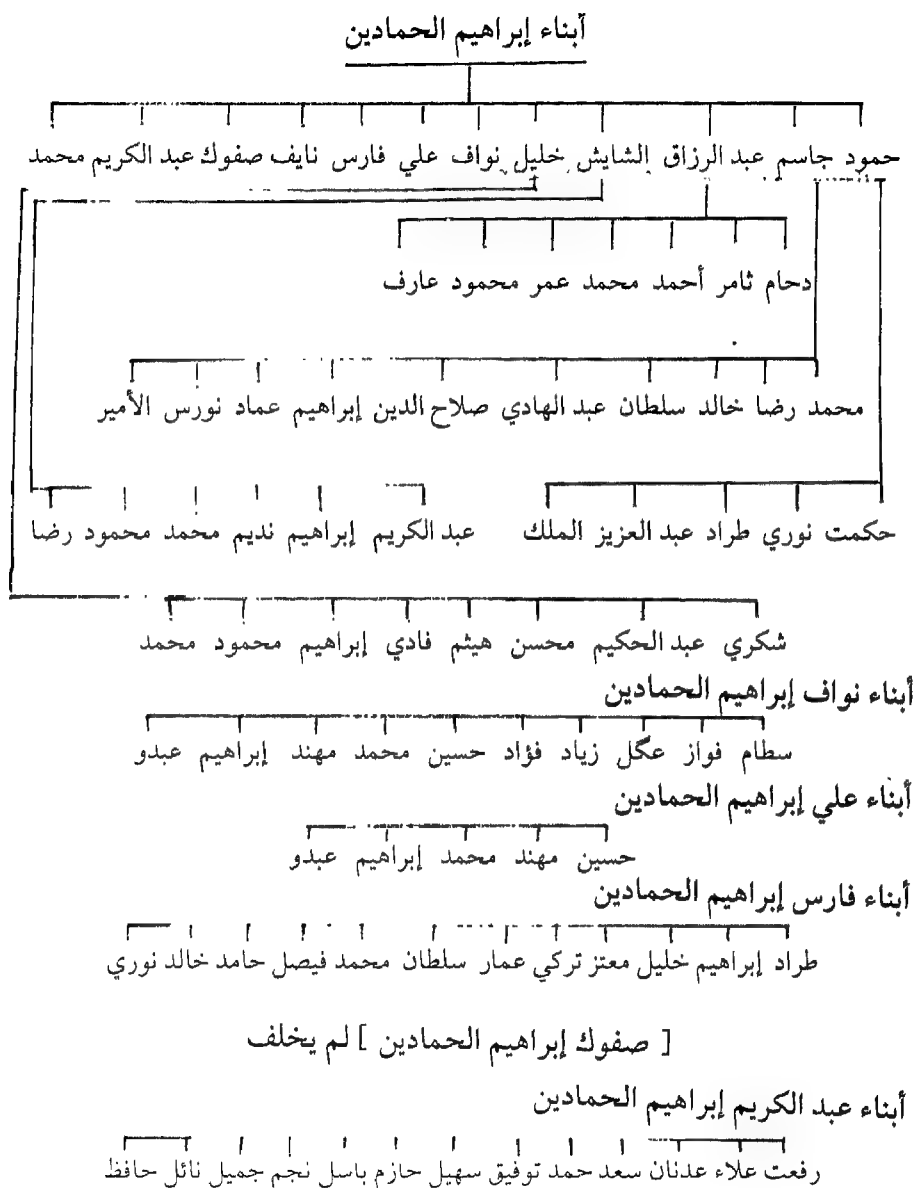 أبناء إبراهيم الحمادين
حمود جاسم عبد الرزاق الشايش خليل نواف علي فارس نايف صفوك عبد الكريم محمد
دحام ثامر أحمد محمد عمر محمود عارف
محمد رضا خالد سلطان عبد الهادي صلاح الدين إبراهيم عماد نورس الأمير
حكمت نوري طراد عبد العزيز الملك عبد الكريم إبراهيم نديم محمد محمود رضا
شكري عبد الحكيم محسن هيثم فادي إبراهيم محمود محمد
أبناء نواف إبراهيم الحمادين
سطام فواز عگل زياد فؤاد حسين محمد مهند إبراهيم عبدو
أبناء علي إبراهيم الحمادين
حسين مهند محمد إبراهيم عبدو
أبناء فارس إبراهيم الحمادين
طراد إبراهيم خليل معتز تركي عمار سلطان محمد فيصل حامد خالد نوري
[ صفوك إبراهيم الحمادين ] لم يخلف
أبناء عبد الكريم إبراهيم الحمادين
رفعت علاء عدنان سعد حمد توفيق سهيل حازم باسل نجم جميل نائل حافظ